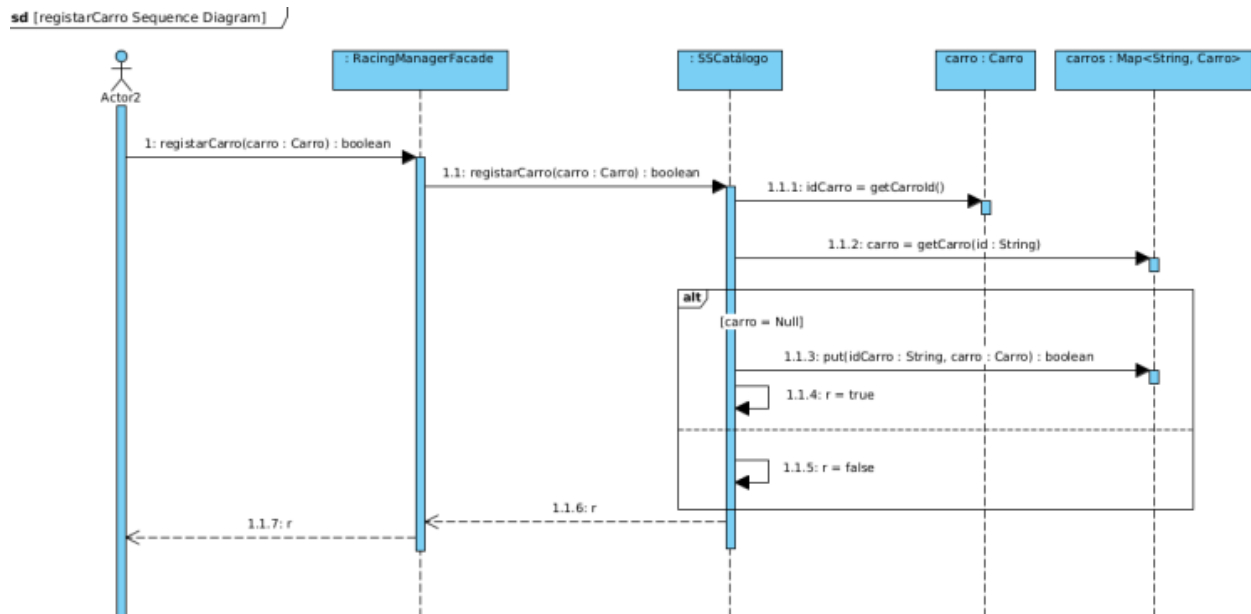 sd [registarCarro Sequence Diagram]
: RacingManagerFacade
: SSCatálogo
carro : Carro
carros : Map<String, Carro>
Actor2
1: registarCarro(carro : Carro) : boolean
1.1: registarCarro(carro : Carro) : boolean
1.1.1: idCarro = getCarroId()
1.1.2: carro = getCarro(id : String)
alt
[carro = Null]
1.1.3: put(idCarro : String, carro : Carro) : boolean
1.1.4: r = true
1.1.5: r = false
1.1.6: r
1.1.7: r